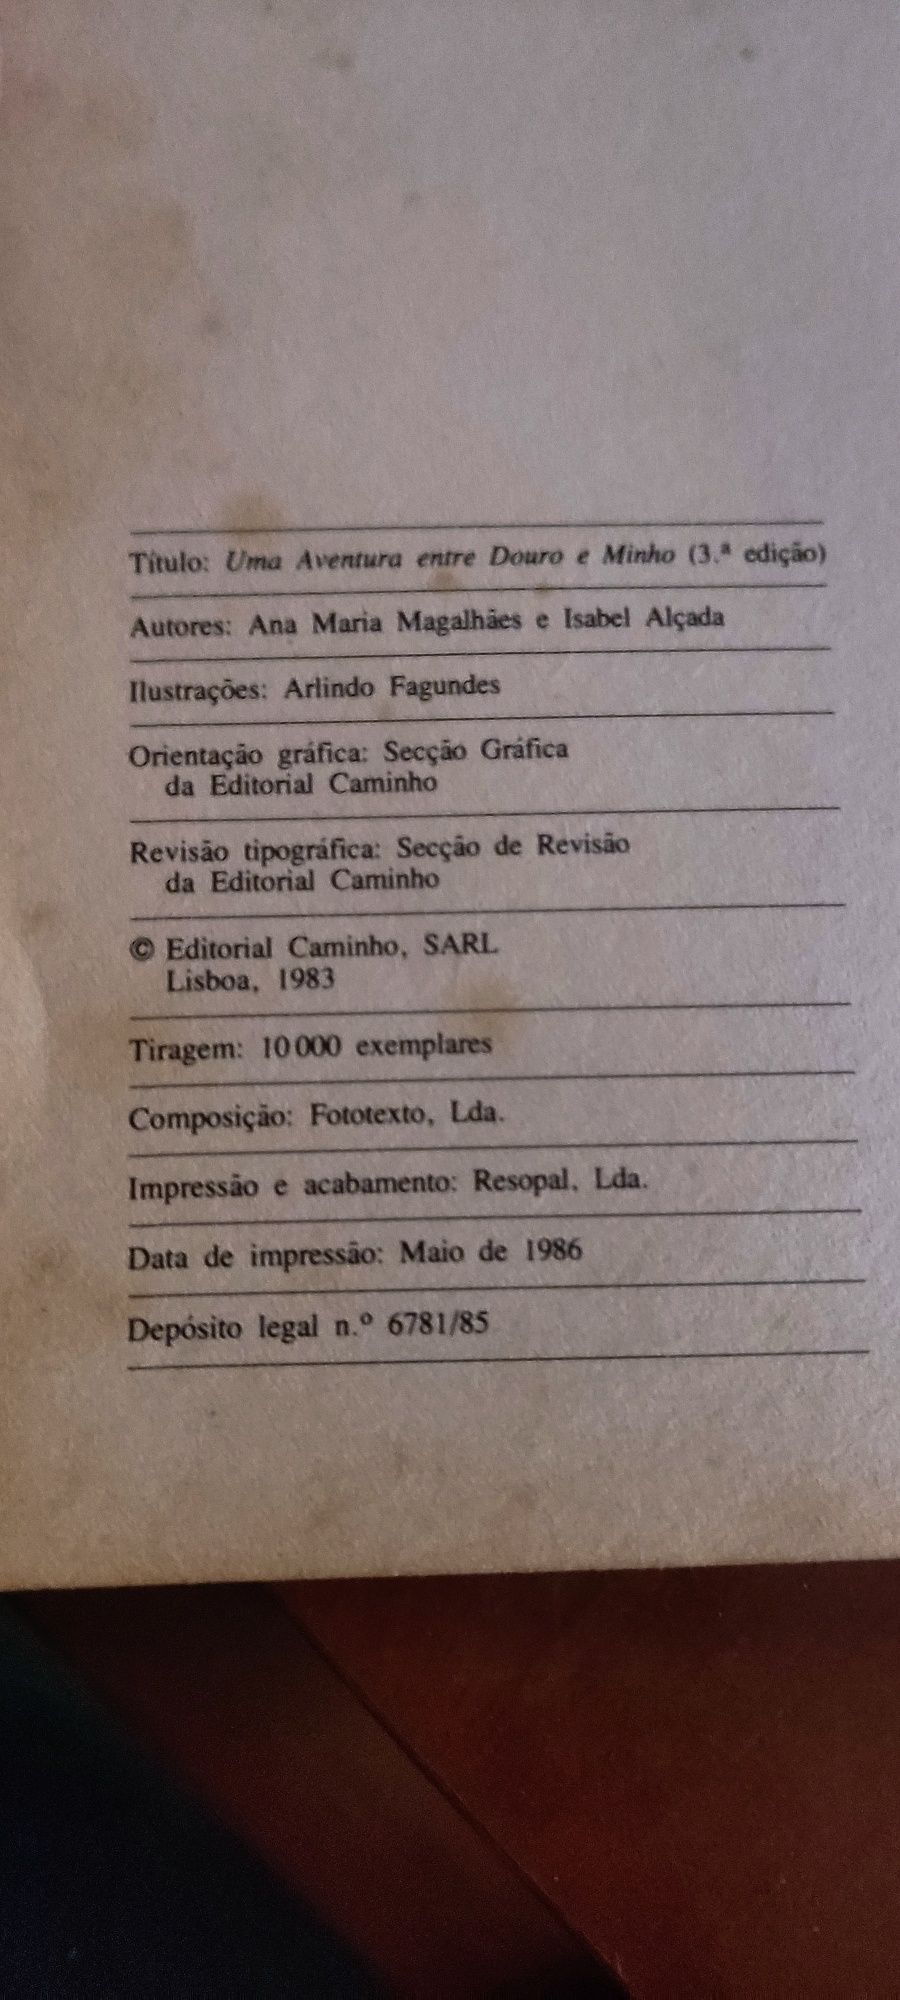 Título: Uma Aventura entre Douro e Minho (3.ª edição)
Autores: Ana Maria Magalhães e Isabel Alçada
Ilustrações: Arlindo Fagundes
Orientação gráfica: Secção Gráfica
da Editorial Caminho
Revisão tipográfica: Secção de Revisão
da Editorial Caminho
© Editorial Caminho, SARL
Lisboa, 1983
Tiragem: 10 000 exemplares
Composição: Fototexto, Lda.
Impressão e acabamento: Resopal, Lda.
Data de impressão: Maio de 1986
Depósito legal n.º 6781/85